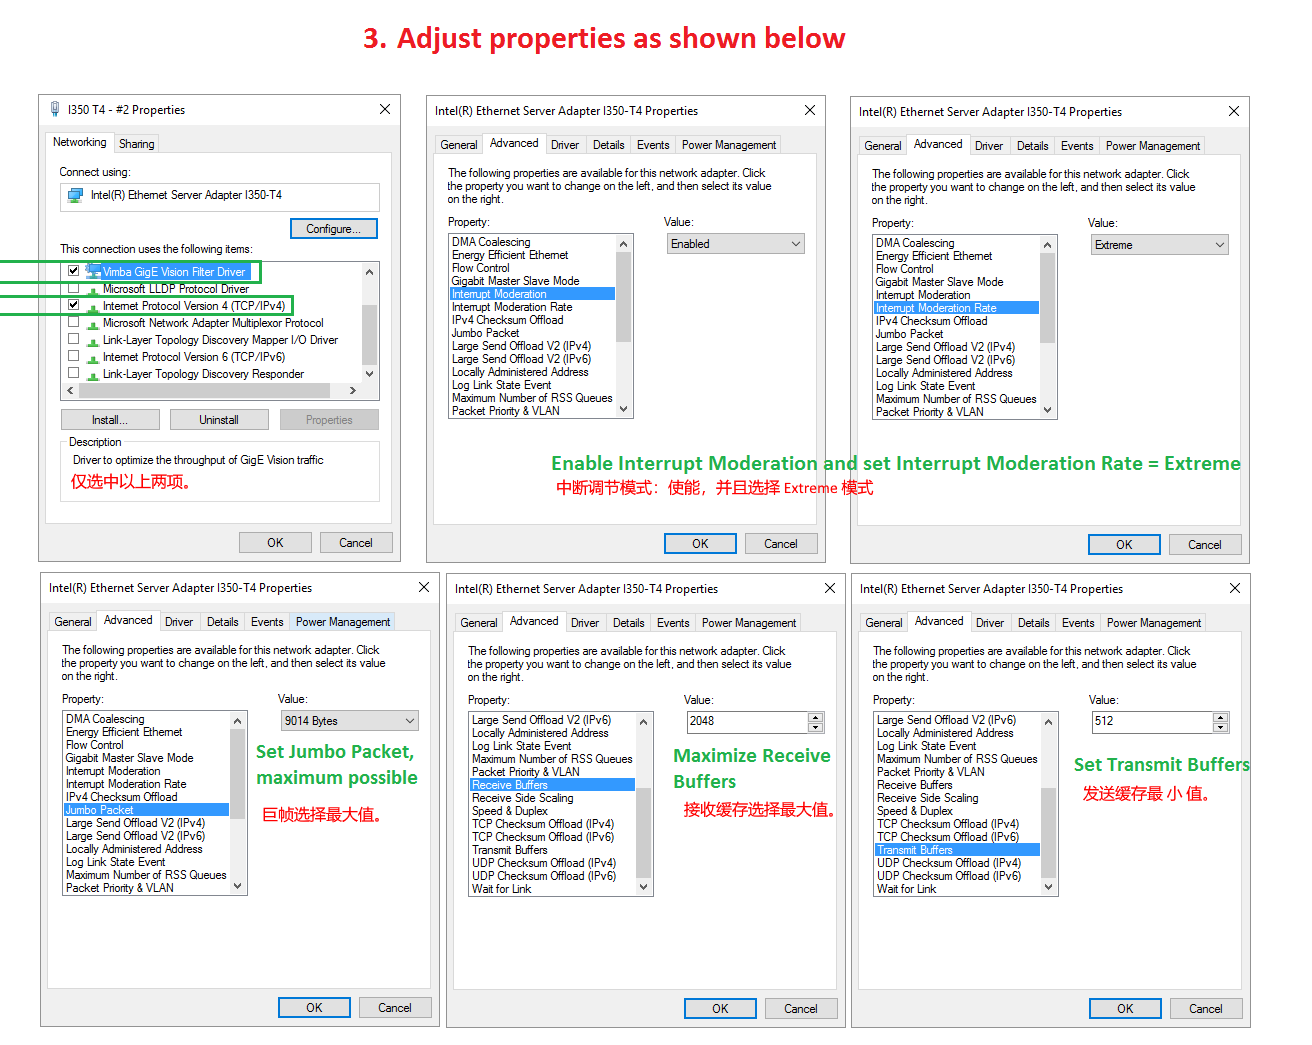 3. Adjust properties as shown below
I350 T4 - #2 Properties
Networking
Sharing
Connect using:
Intel(R) Ethernet Server Adapter I350-T4
Configure...
This connection uses the following items:
Vimba GigE Vision Filter Driver
Microsoft LLDP Protocol Driver
Internet Protocol Version 4 (TCP/IPv4)
Microsoft Network Adapter Multiplexor Protocol
Link-Layer Topology Discovery Mapper I/O Driver
Internet Protocol Version 6 (TCP/IPv6)
Link-Layer Topology Discovery Responder
Install...
Uninstall
Properties
Description
Driver to optimize the throughput of GigE Vision traffic
仅选中以上两项。
OK
Cancel
Intel(R) Ethernet Server Adapter I350-T4 Properties
General
Advanced
Driver
Details
Events
Power Management
The following properties are available for this network adapter. Click
the property you want to change on the left, and then select its value
on the right.
Property:
Value:
DMA Coalescing
Energy Efficient Ethernet
Flow Control
Gigabit Master Slave Mode
Interrupt Moderation
Interrupt Moderation Rate
IPv4 Checksum Offload
Jumbo Packet
Large Send Offload V2 (IPv4)
Large Send Offload V2 (IPv6)
Locally Administered Address
Log Link State Event
Maximum Number of RSS Queues
Packet Priority & VLAN
Enabled
OK
Cancel
Intel(R) Ethernet Server Adapter I350-T4 Properties
General
Advanced
Driver
Details
Events
Power Management
The following properties are available for this network adapter. Click
the property you want to change on the left, and then select its value
on the right.
Property:
Value:
DMA Coalescing
Energy Efficient Ethernet
Flow Control
Gigabit Master Slave Mode
Interrupt Moderation
Interrupt Moderation Rate
IPv4 Checksum Offload
Jumbo Packet
Large Send Offload V2 (IPv4)
Large Send Offload V2 (IPv6)
Locally Administered Address
Log Link State Event
Maximum Number of RSS Queues
Packet Priority & VLAN
Extreme
Enable Interrupt Moderation and set Interrupt Moderation Rate = Extreme
中断调节模式：使能，并且选择 Extreme 模式
OK
Cancel
Intel(R) Ethernet Server Adapter I350-T4 Properties
General
Advanced
Driver
Details
Events
Power Management
The following properties are available for this network adapter. Click
the property you want to change on the left, and then select its value
on the right.
Property:
Value:
DMA Coalescing
Energy Efficient Ethernet
Flow Control
Gigabit Master Slave Mode
Interrupt Moderation
Interrupt Moderation Rate
IPv4 Checksum Offload
Jumbo Packet
Large Send Offload V2 (IPv4)
Large Send Offload V2 (IPv6)
Locally Administered Address
Log Link State Event
Maximum Number of RSS Queues
Packet Priority & VLAN
9014 Bytes
Set Jumbo Packet,
maximum possible
巨帧选择最大值。
OK
Cancel
Intel(R) Ethernet Server Adapter I350-T4 Properties
General
Advanced
Driver
Details
Events
Power Management
The following properties are available for this network adapter. Click
the property you want to change on the left, and then select its value
on the right.
Property:
Value:
Large Send Offload V2 (IPv6)
Locally Administered Address
Log Link State Event
Maximum Number of RSS Queues
Packet Priority & VLAN
Receive Buffers
Receive Side Scaling
Speed & Duplex
TCP Checksum Offload (IPv4)
TCP Checksum Offload (IPv6)
Transmit Buffers
UDP Checksum Offload (IPv4)
UDP Checksum Offload (IPv6)
Wait for Link
2048
Maximize Receive
Buffers
接收缓存选择最大值。
OK
Cancel
Intel(R) Ethernet Server Adapter I350-T4 Properties
General
Advanced
Driver
Details
Events
Power Management
The following properties are available for this network adapter. Click
the property you want to change on the left, and then select its value
on the right.
Property:
Value:
Large Send Offload V2 (IPv6)
Locally Administered Address
Log Link State Event
Maximum Number of RSS Queues
Packet Priority & VLAN
Receive Buffers
Receive Side Scaling
Speed & Duplex
TCP Checksum Offload (IPv4)
TCP Checksum Offload (IPv6)
Transmit Buffers
UDP Checksum Offload (IPv4)
UDP Checksum Offload (IPv6)
Wait for Link
512
Set Transmit Buffers
发送缓存最 小 值。
OK
Cancel